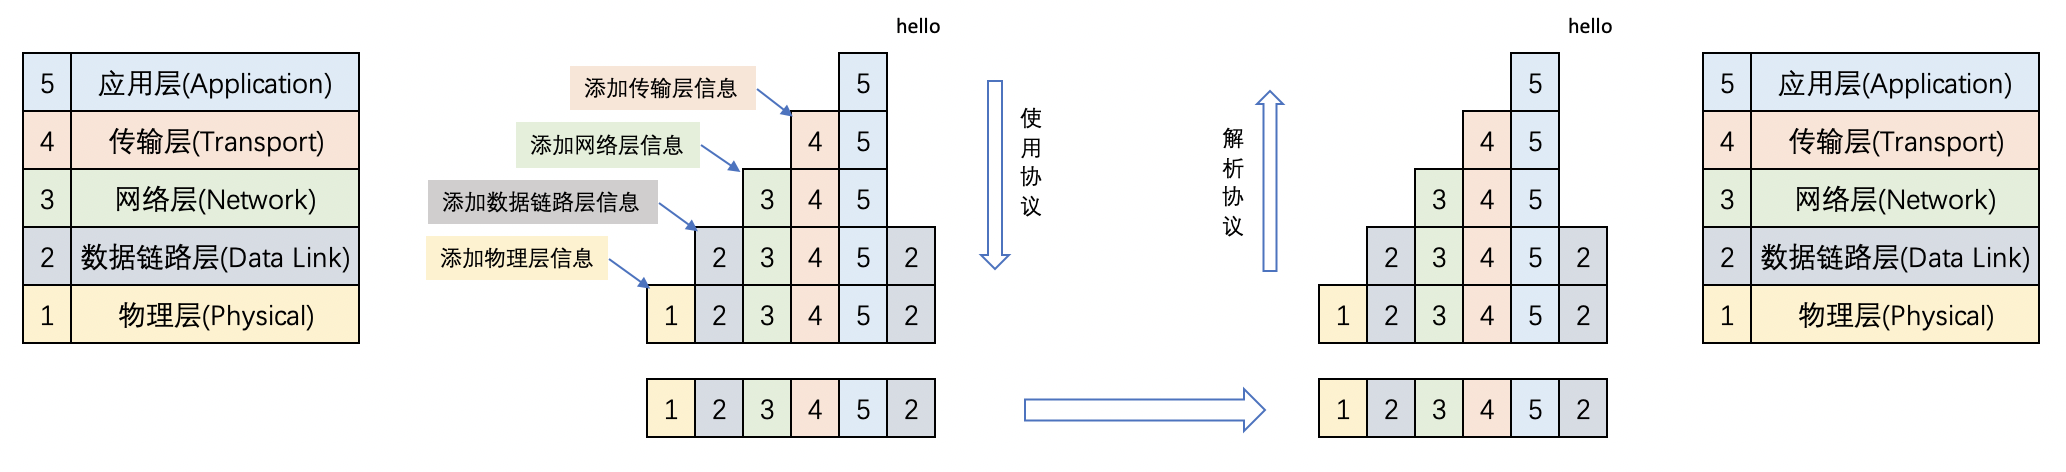 hello
hello
5 应用层(Application)
4 传输层(Transport)
3 网络层(Network)
2 数据链路层(Data Link)
1 物理层(Physical)
添加传输层信息
添加网络层信息
添加数据链路层信息
添加物理层信息
5
4 5
3 4 5
2 3 4 5 2
1 2 3 4 5 2
1 2 3 4 5 2
使用协议
解析协议
5
4 5
3 4 5
2 3 4 5 2
1 2 3 4 5 2
1 2 3 4 5 2
5 应用层(Application)
4 传输层(Transport)
3 网络层(Network)
2 数据链路层(Data Link)
1 物理层(Physical)